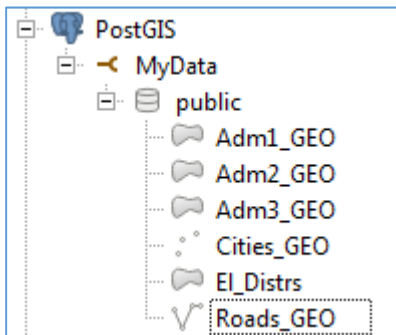 PostGIS
MyData
public
Adm1_GEO
Adm2_GEO
Adm3_GEO
Cities_GEO
El_Distrs
Roads_GEO